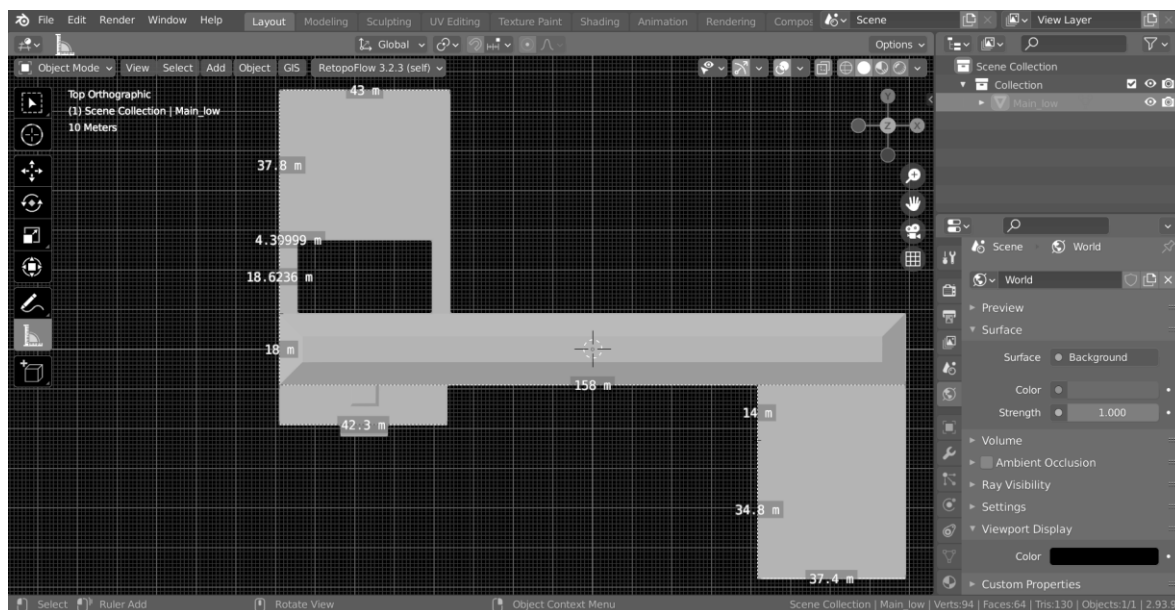 File Edit Render Window Help Layout Modeling Sculpting UV Editing Texture Paint Shading Animation Rendering Compos Scene View Layer
Global Options
Object Mode View Select Add Object GIS RetopoFlow 3.2.3 (self)
Top Orthographic
(1) Scene Collection | Main_low
10 Meters
43 m
37.8 m
4.39999 m
18.6236 m
18 m
158 m
42.3 m
14 m
34.8 m
37.4 m
Y
Z
X
Scene Collection
Collection
Main_low
Scene World
World
Preview
Surface
Surface Background
Color
Strength 1.000
Volume
Ambient Occlusion
Ray Visibility
Settings
Viewport Display
Color
Custom Properties
Select Ruler Add Rotate View Object Context Menu Scene Collection | Main_low | Verts:94 | Faces:64 | Tris:130 | Objects:1/1 | 2.93